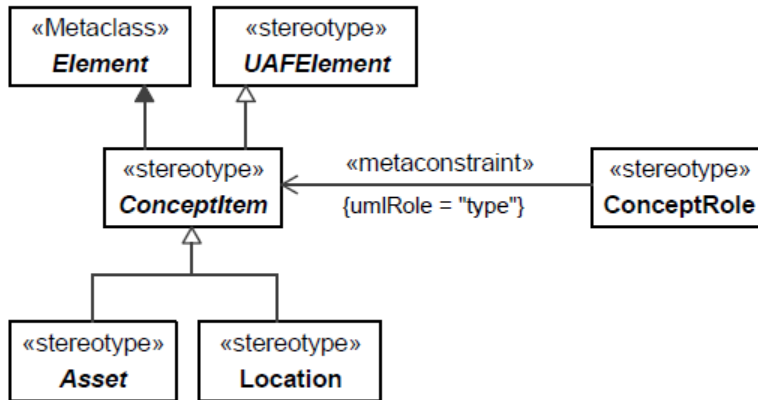 «Metaclass»
Element
«stereotype»
UAFElement
«stereotype»
ConceptItem
«metaconstraint»
{umlRole = "type"}
«stereotype»
ConceptRole
«stereotype»
Asset
«stereotype»
Location